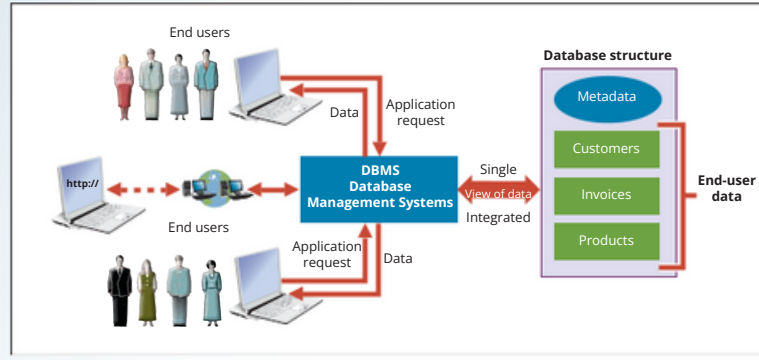 End users
Database structure
Metadata
Data
Application
request
Customers
http://
DBMS
Database
Management Systems
Single
View of data
Integrated
Invoices
End-user
data
End users
Application
request
Data
Products